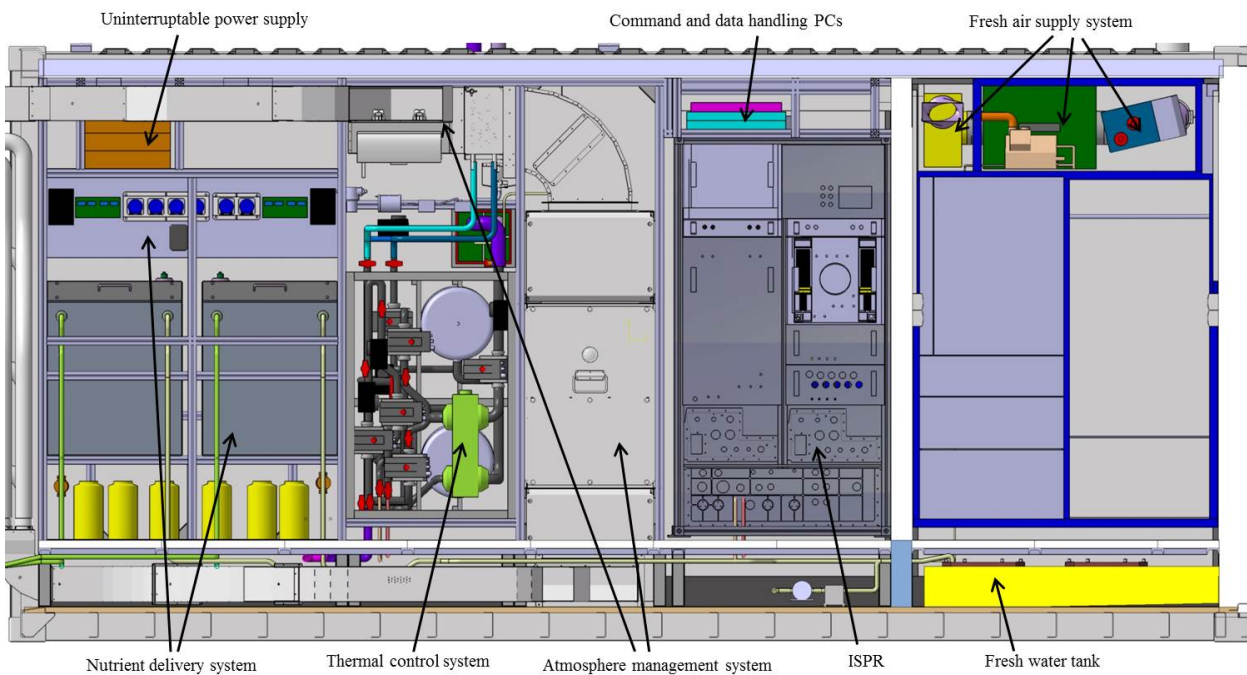 Uninterruptable power supply
Command and data handling PCs
Fresh air supply system
Nutrient delivery system
Thermal control system
Atmosphere management system
ISPR
Fresh water tank